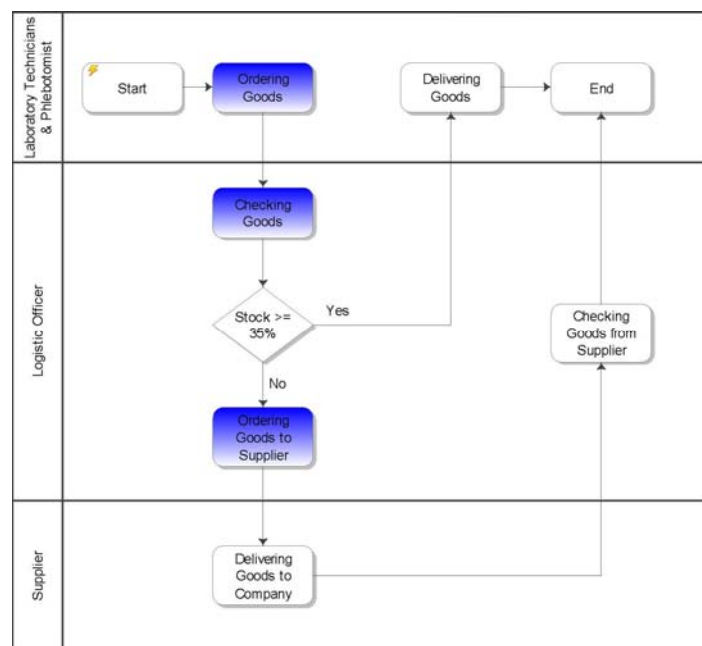 Laboratory Technicians
& Phlebotomist
Start
Ordering
Goods
Delivering
Goods
End
Logistic Officer
Checking
Goods
Stock >=
35%
Yes
No
Checking
Goods from
Supplier
Ordering
Goods to
Supplier
Supplier
Delivering
Goods to
Company